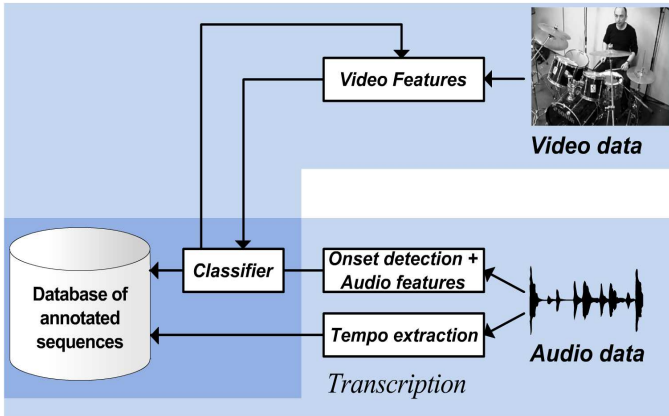 Video Features
Video data
Classifier
Onset detection +
Audio features
Database of
annotated
sequences
Tempo extraction
Audio data
Transcription